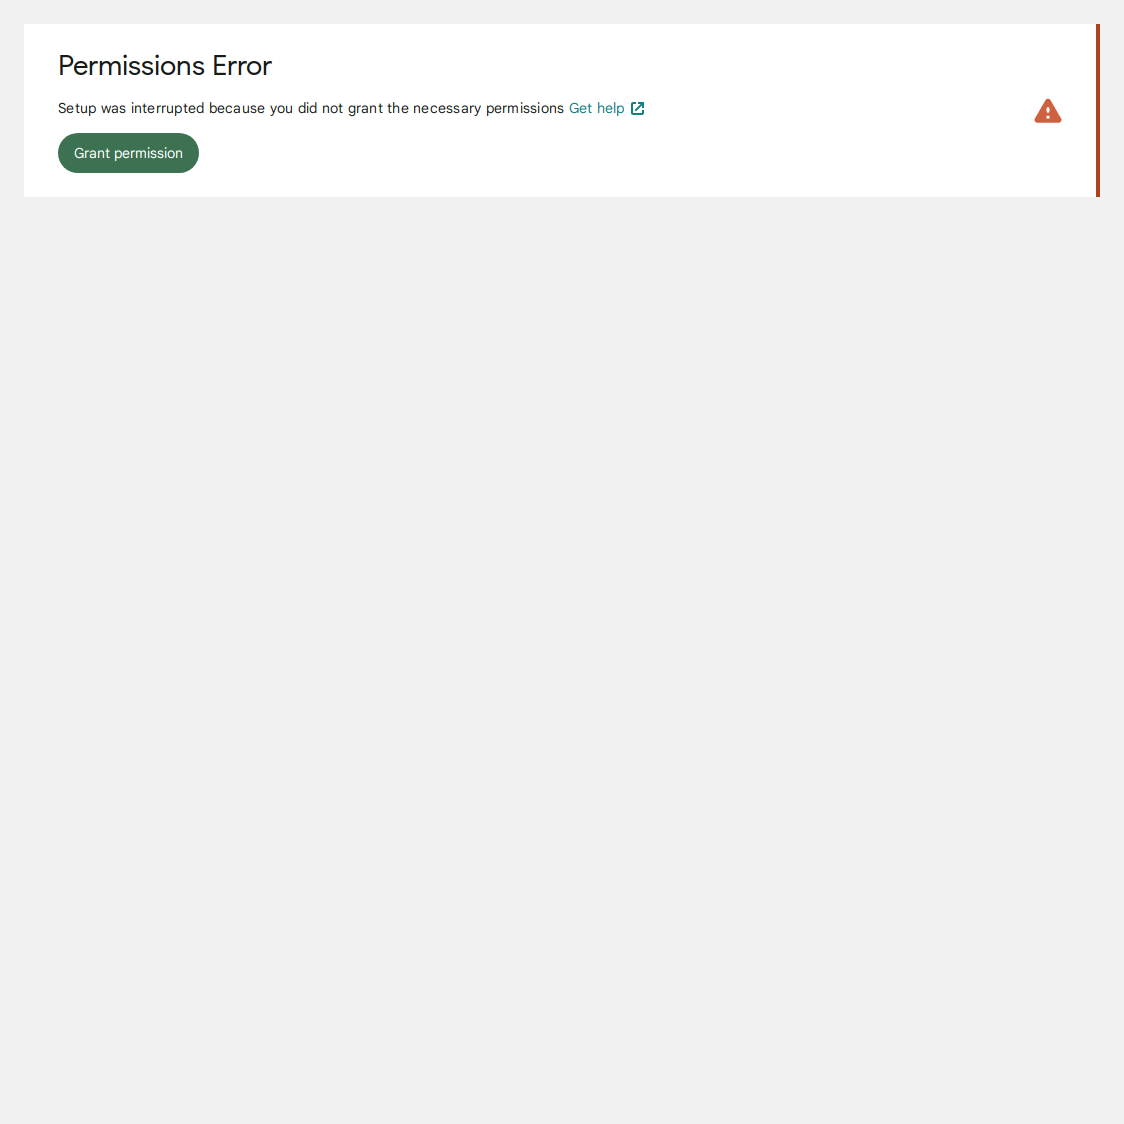 Permissions Error
Setup was interrupted because you did not grant the necessary permissions Get help
Grant permission